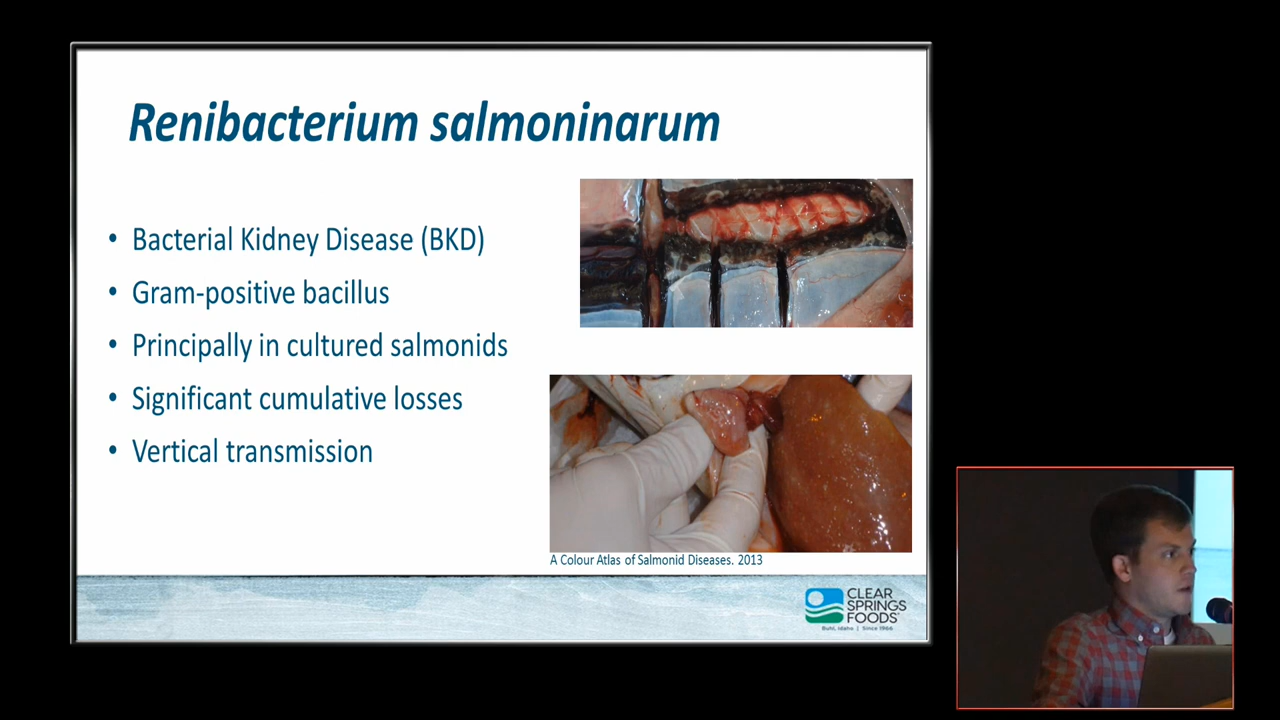 Renibacterium salmoninarum
• Bacterial Kidney Disease (BKD)
• Gram-positive bacillus
• Principally in cultured salmonids
• Significant cumulative losses
• Vertical transmission
A Colour Atlas of Salmonid Diseases. 2013
CLEAR
SPRINGS
FOODS
Buhl, Idaho | Since 1966